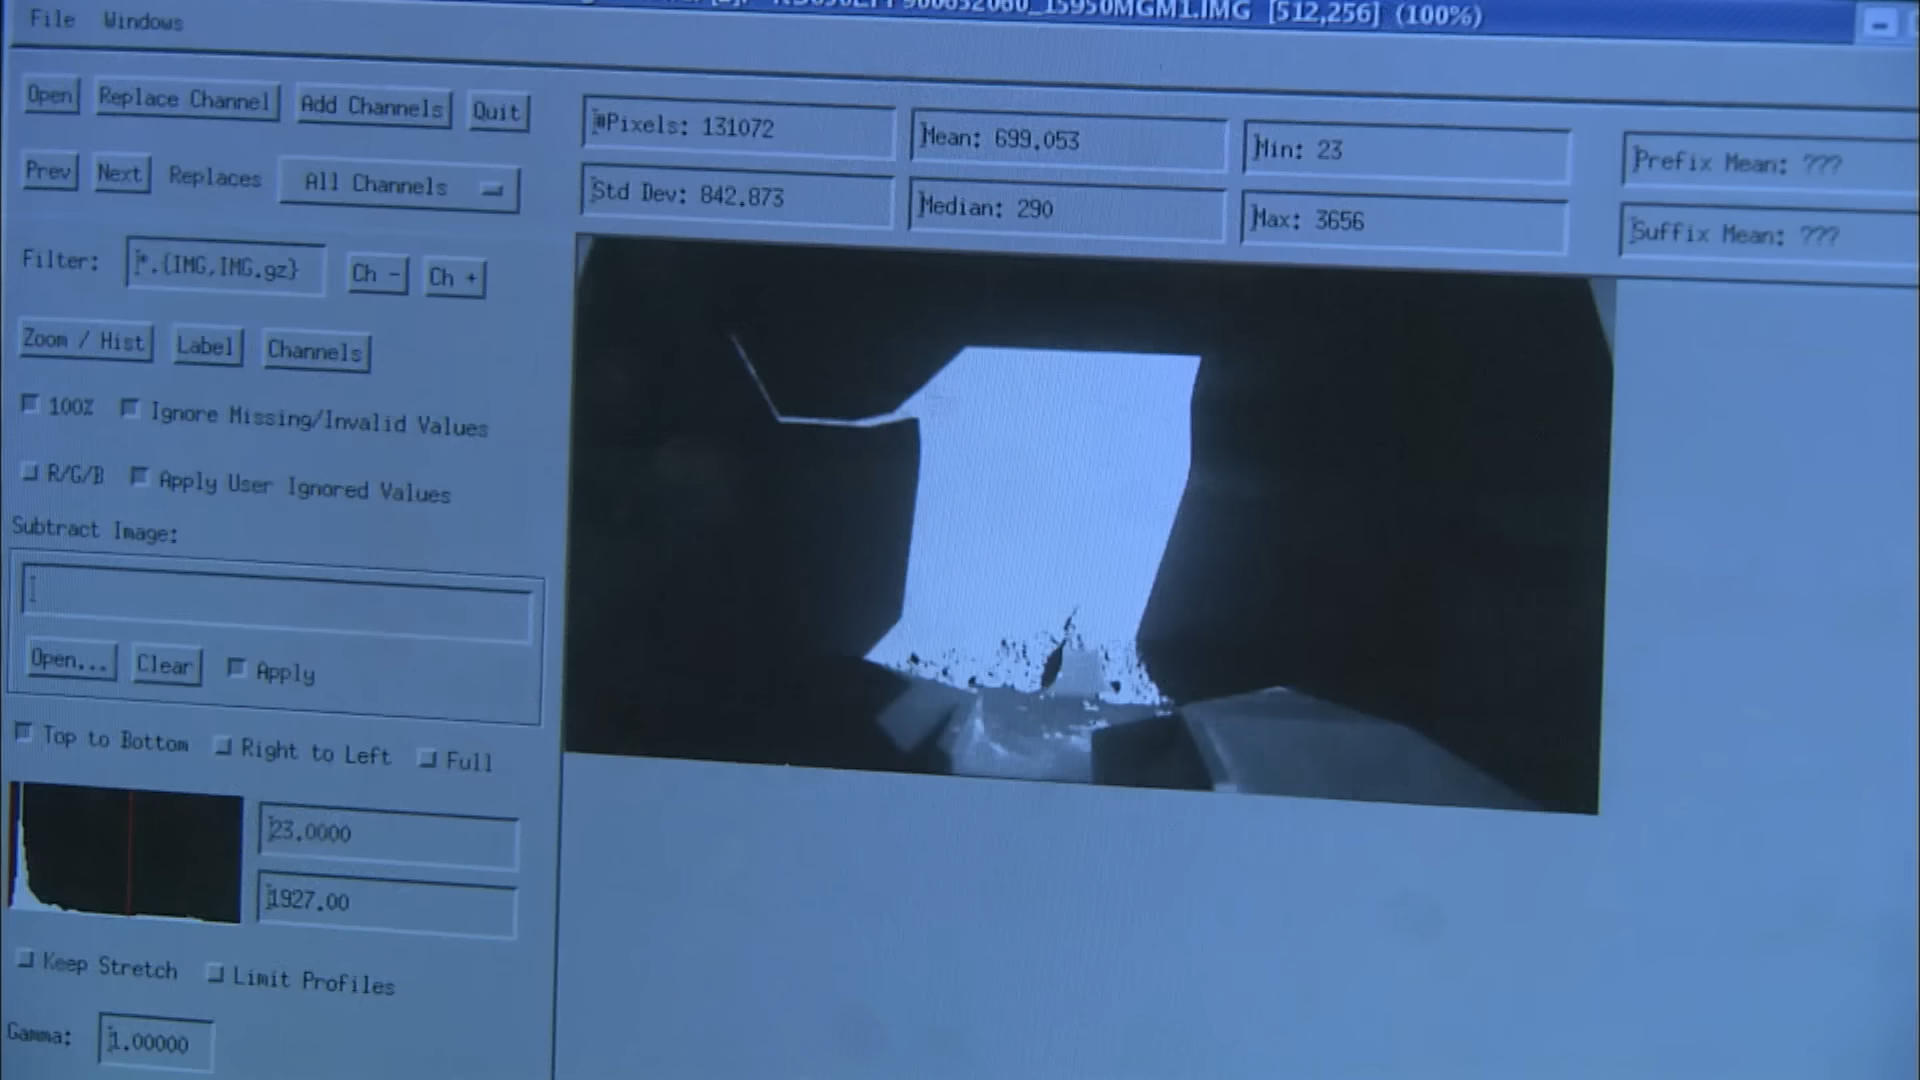 [512,256] (100%)
File Windows
Open Replace Channel Add Channels Quit
#Pixels: 131072 Mean: 699.053 Min: 23 Prefix Mean: ???
Prev Next Replaces All Channels
Std Dev: 842.873 Median: 290 Max: 3656 Suffix Mean: ???
Filter: *.{IMG,IMG.gz} Ch - Ch +
Zoom / Hist Label Channels
100% Ignore Missing/Invalid Values
R/G/B Apply User Ignored Values
Subtract Image:
Open... Clear Apply
Top to Bottom Right to Left Full
23.0000
1927.00
Keep Stretch Limit Profiles
Gamma: 1.00000